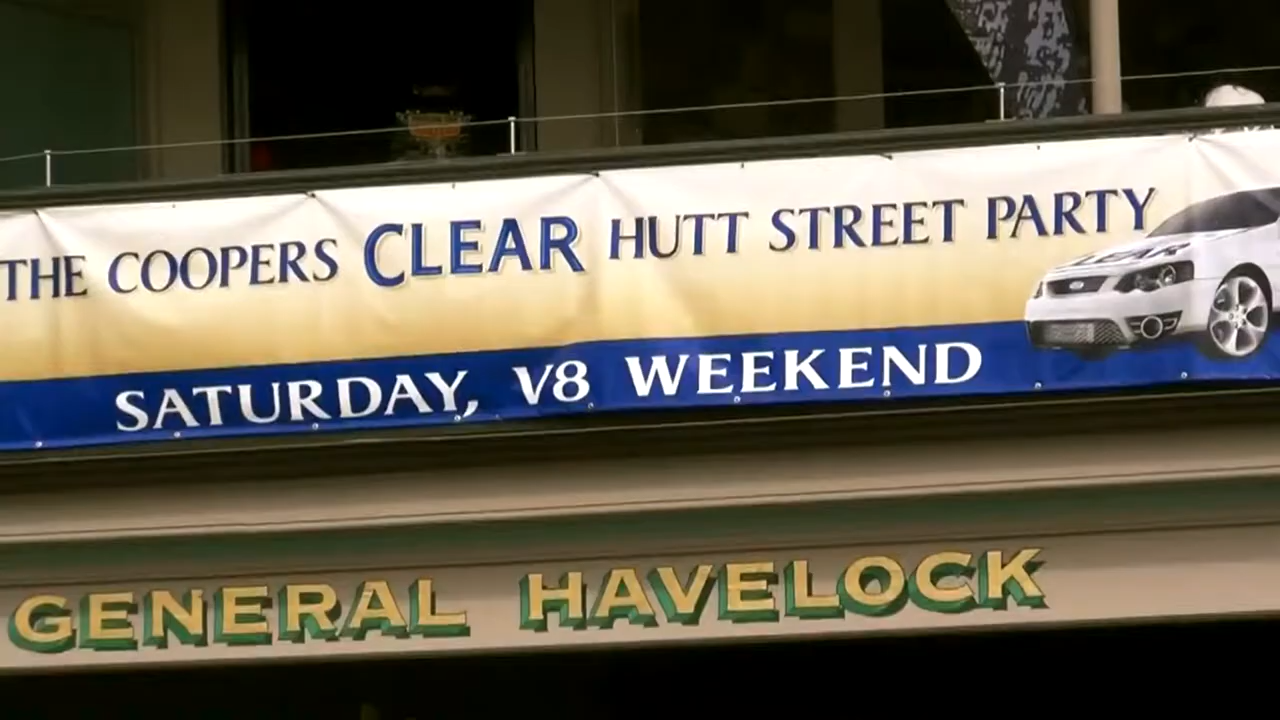 THE COOPERS CLEAR HUTT STREET PARTY
SATURDAY, V8 WEEKEND
GENERAL HAVELOCK